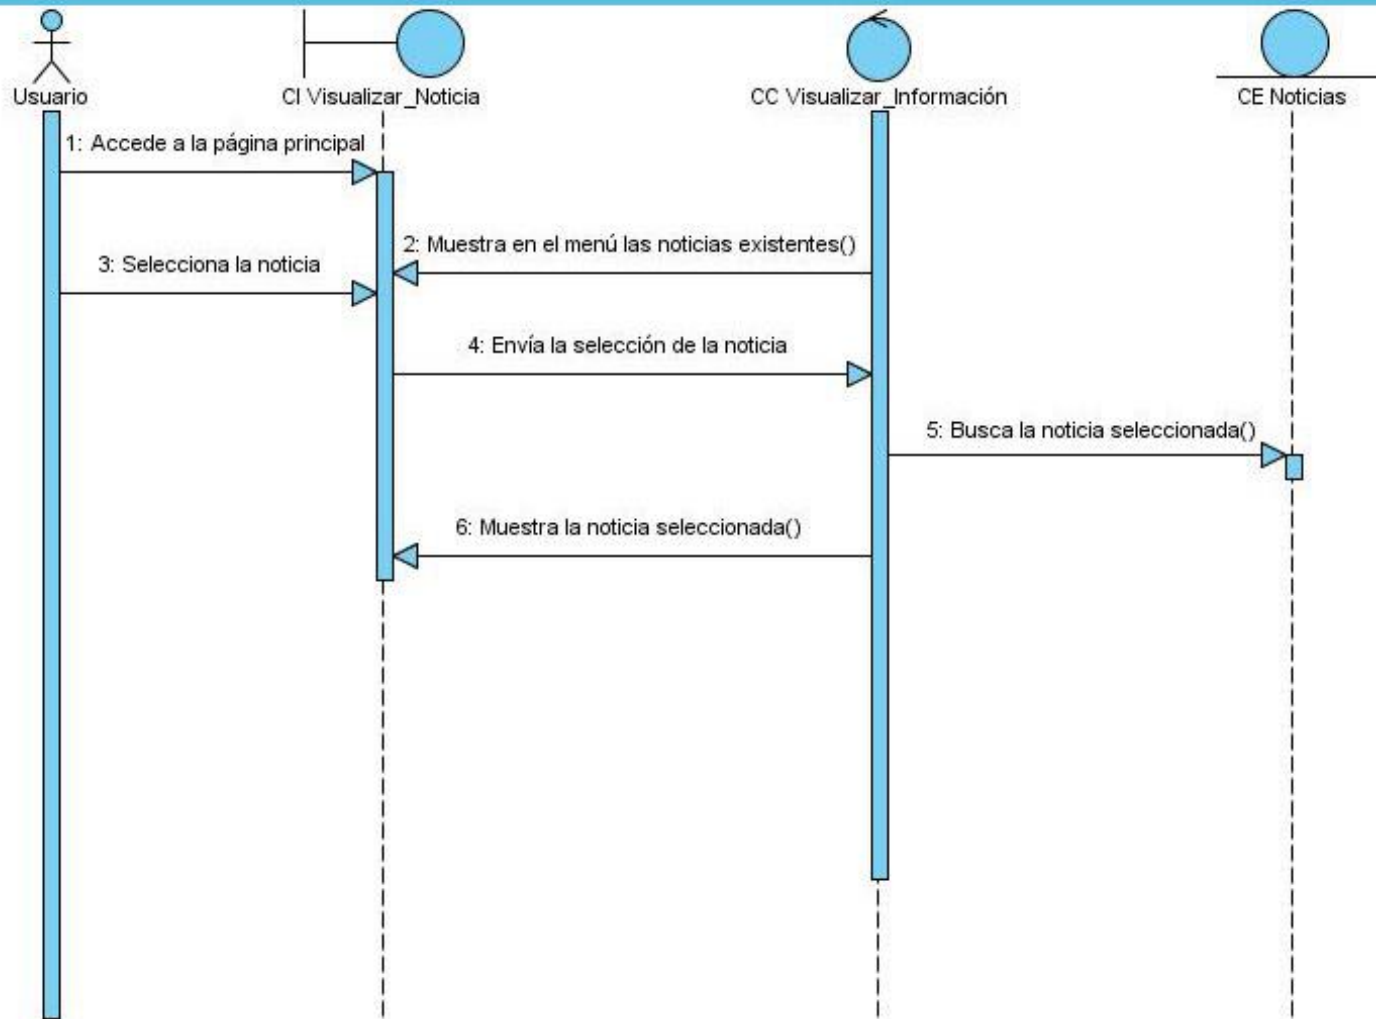 Usuario
CI Visualizar_Noticia
CC Visualizar_Información
CE Noticias
1: Accede a la página principal
2: Muestra en el menú las noticias existentes()
3: Selecciona la noticia
4: Envía la selección de la noticia
5: Busca la noticia seleccionada()
6: Muestra la noticia seleccionada()